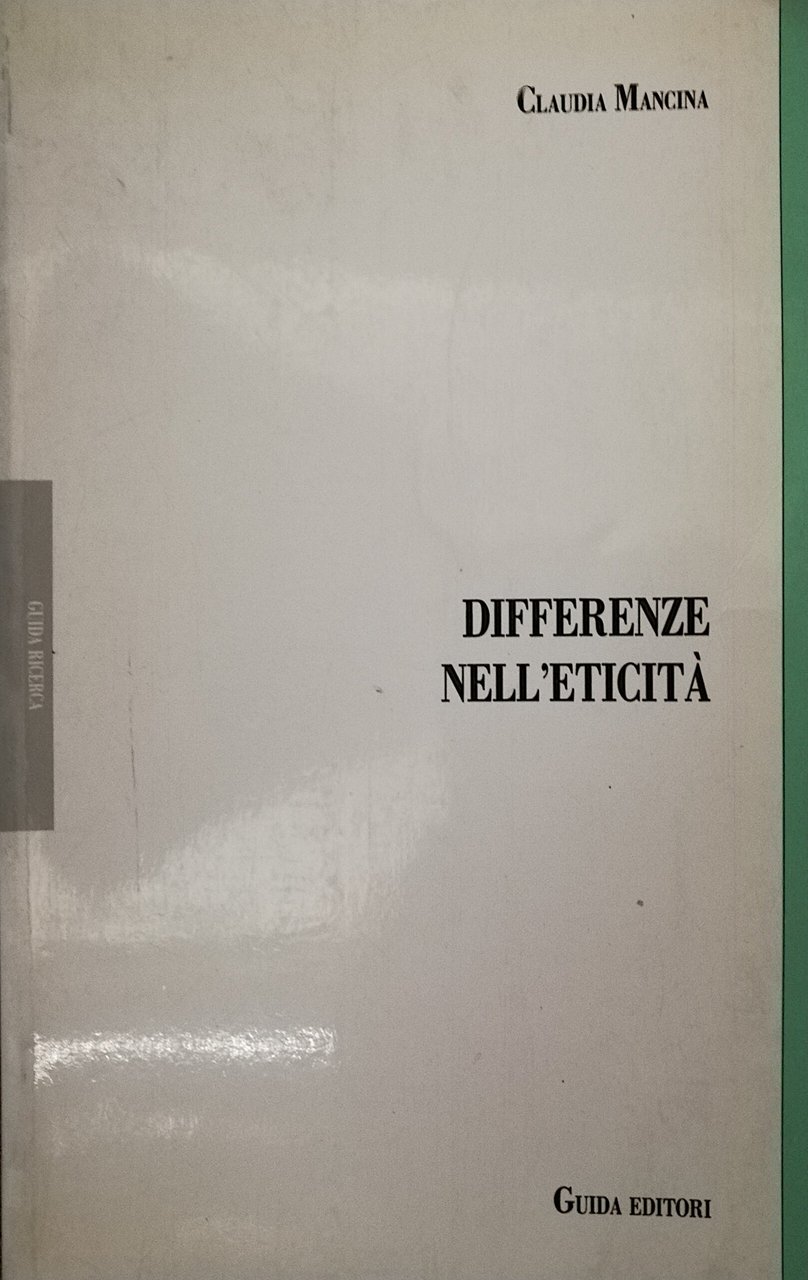 CLAUDIA MANCINA
GUIDA RICERCA
DIFFERENZE
NELL'ETICITÀ
GUIDA EDITORI